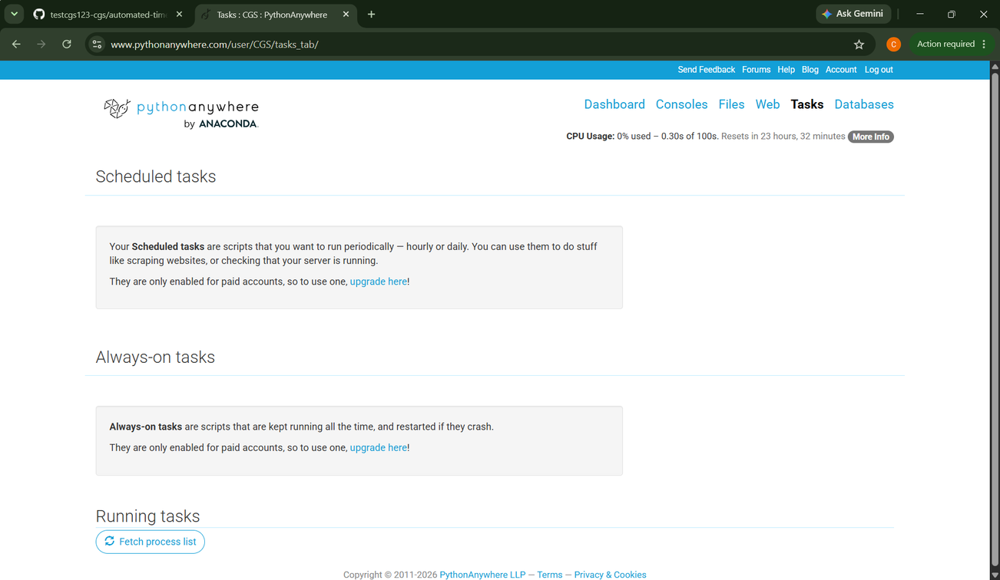 testcgs123-cgs/automated-tim
Tasks : CGS : PythonAnywhere
Ask Gemini
www.pythonanywhere.com/user/CGS/tasks_tab/
C
Action required
Send Feedback Forums Help Blog Account Log out
pythonanywhere
by ANACONDA.
Dashboard Consoles Files Web Tasks Databases
CPU Usage: 0% used – 0.30s of 100s. Resets in 23 hours, 32 minutes More Info
Scheduled tasks
Your Scheduled tasks are scripts that you want to run periodically — hourly or daily. You can use them to do stuff
like scraping websites, or checking that your server is running.
They are only enabled for paid accounts, so to use one, upgrade here!
Always-on tasks
Always-on tasks are scripts that are kept running all the time, and restarted if they crash.
They are only enabled for paid accounts, so to use one, upgrade here!
Running tasks
Fetch process list
Copyright © 2011-2026 PythonAnywhere LLP — Terms — Privacy & Cookies